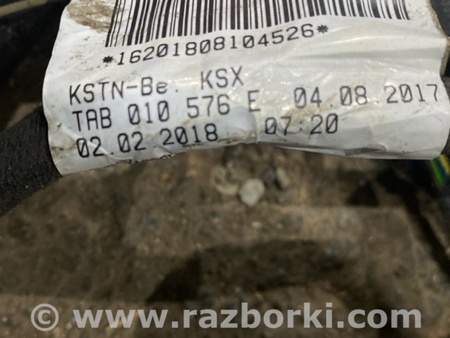 *16201808104526*
KSTN-Be. KSX
TAB 010 576 E 04.08.2017
02.02.2018 07:20
www.razborki.com